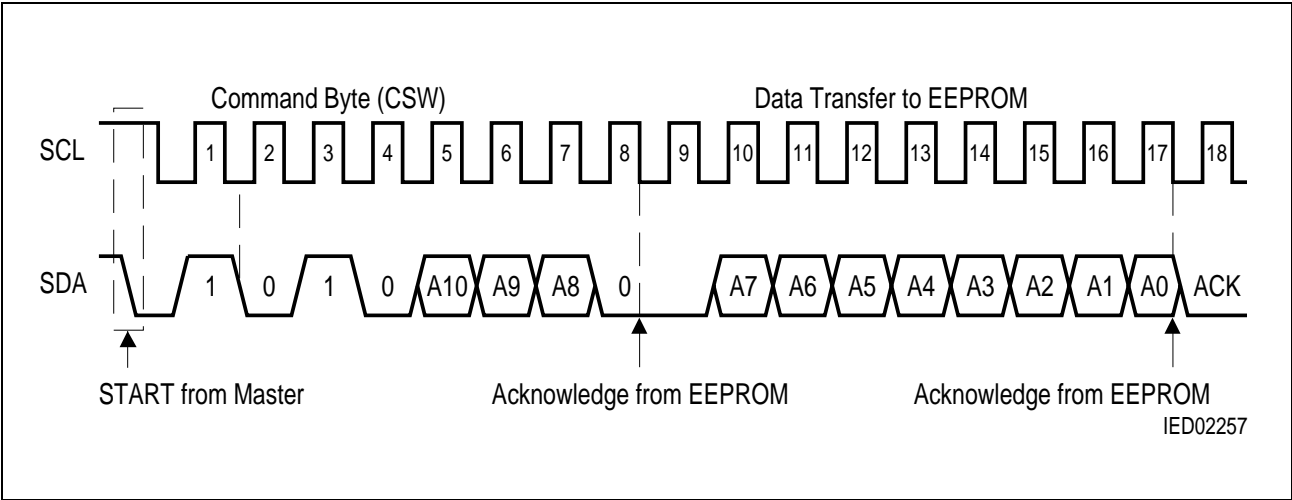 Command Byte (CSW) Data Transfer to EEPROM
SCL 1 2 3 4 5 6 7 8 9 10 11 12 13 14 15 16 17 18
SDA 1 0 1 0 A10 A9 A8 0 A7 A6 A5 A4 A3 A2 A1 A0 ACK
START from Master Acknowledge from EEPROM Acknowledge from EEPROM
IED02257